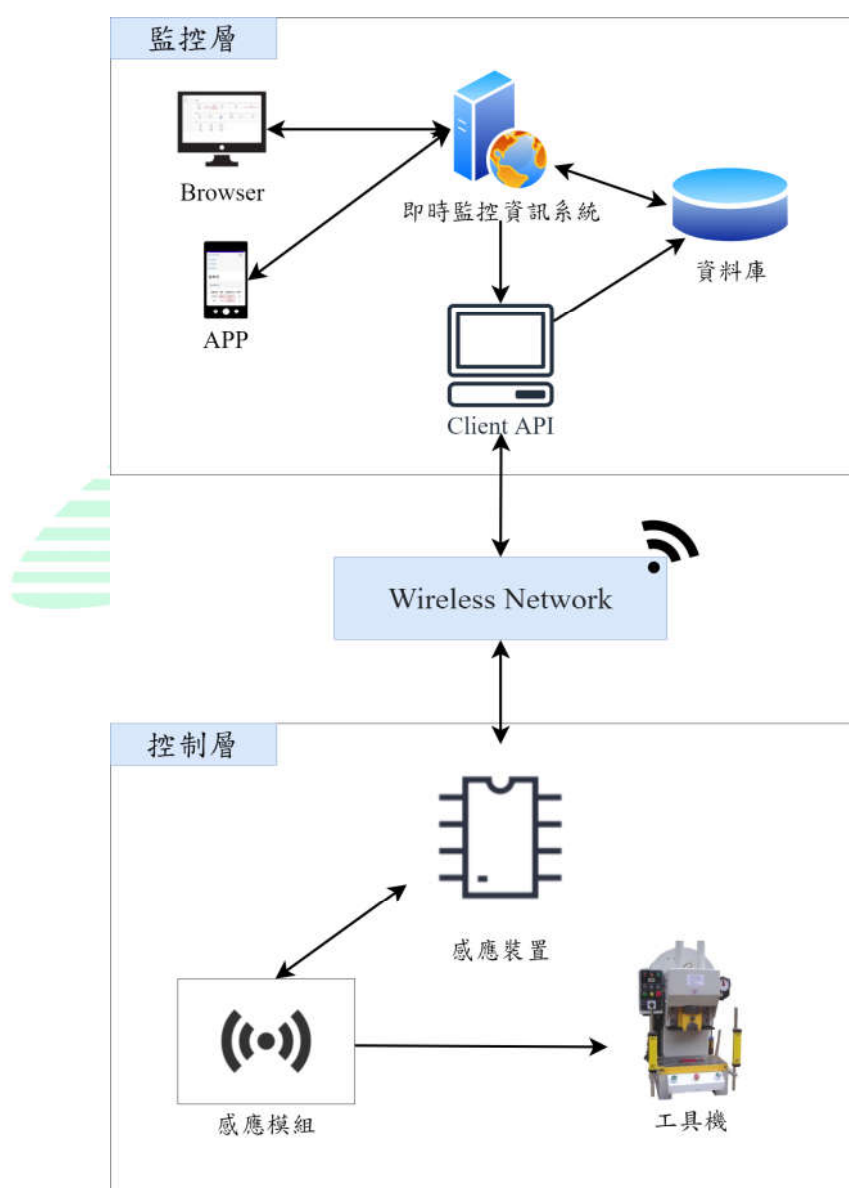 監控層
Browser
即時監控資訊系統
資料庫
APP
Client API
Wireless Network
控制層
感應裝置
感應模組
工具機